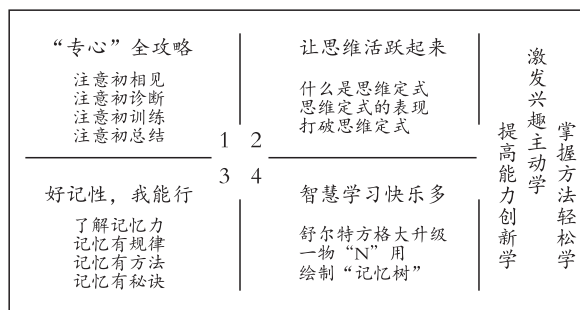 “专心”全攻略
注意初相见
注意初诊断
注意初训练
注意初总结
1
让思维活跃起来
什么是思维定式
思维定式的表现
打破思维定式
2
好记性，我能行
了解记忆力
记忆有规律
记忆有方法
记忆有秘诀
3
智慧学习快乐多
舒尔特方格大升级
一物“N”用
绘制“记忆树”
4
掌握方法轻松学
激发兴趣主动学
提高能力创新学